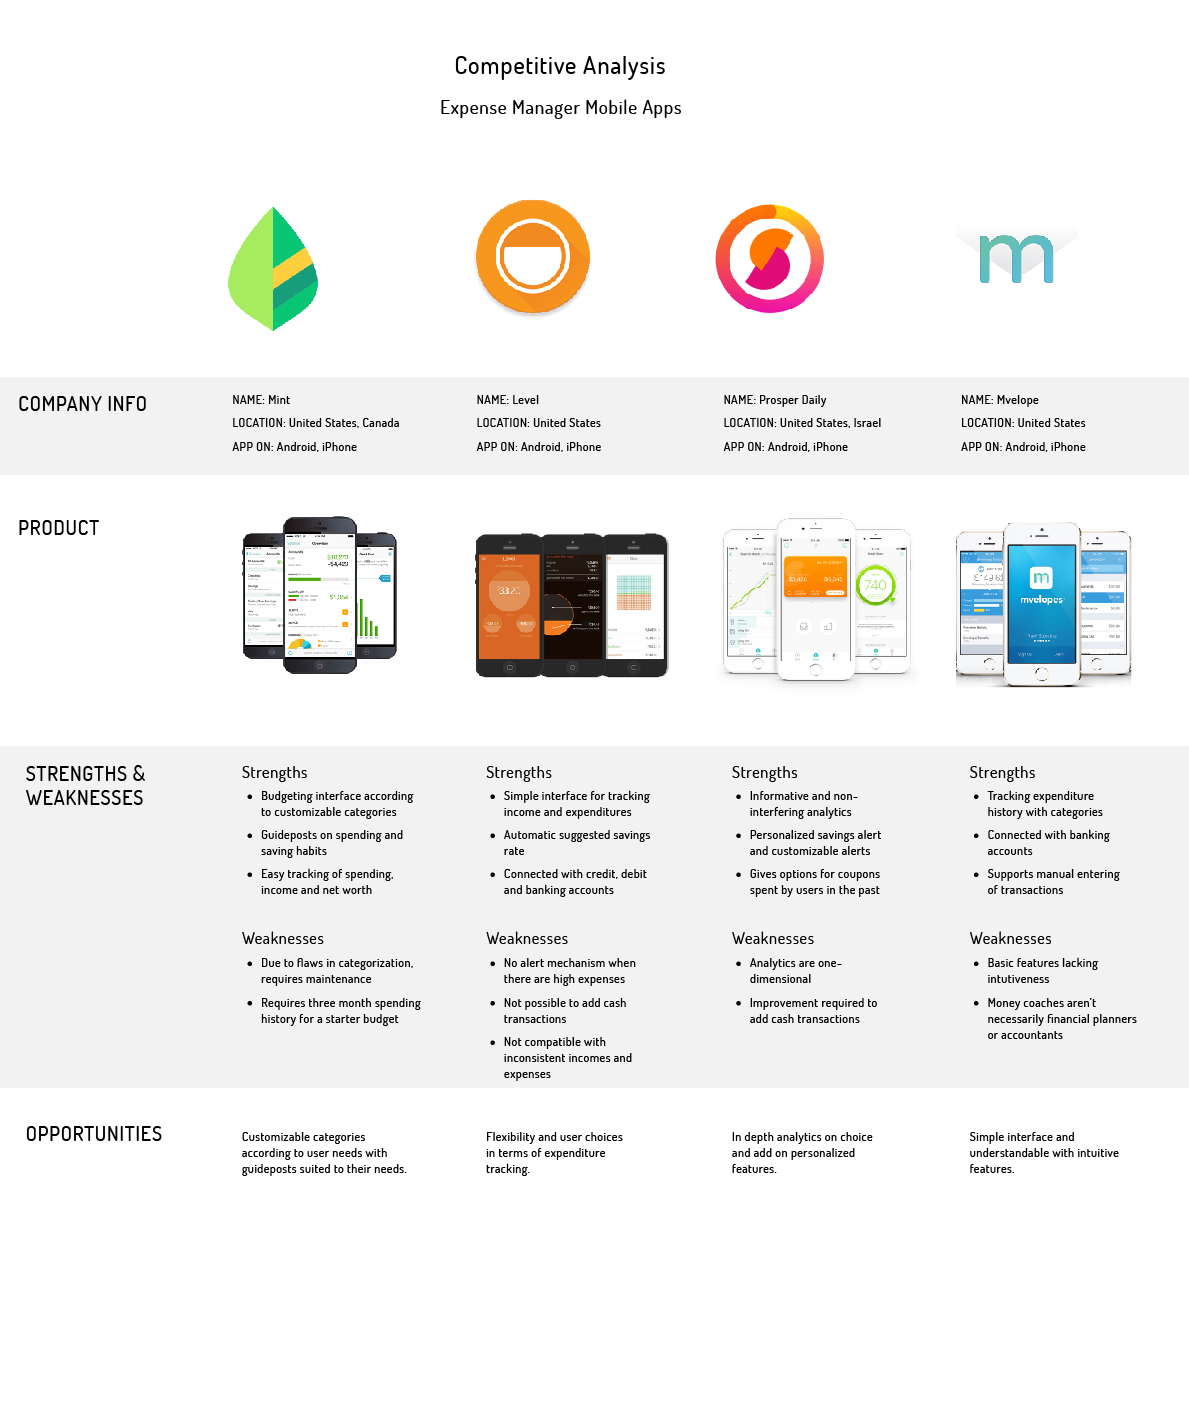 Competitive Analysis
Expense Manager Mobile Apps
COMPANY INFO
NAME: Mint
LOCATION: United States, Canada
APP ON: Android, iPhone
NAME: Level
LOCATION: United States
APP ON: Android, iPhone
NAME: Prosper Daily
LOCATION: United States, Israel
APP ON: Android, iPhone
NAME: Mvelope
LOCATION: United States
APP ON: Android, iPhone
PRODUCT
Overview
$18,273
-$4,423
$1,064
740
m
mvelopes
STRENGTHS &
WEAKNESSES
Strengths
• Budgeting interface according
to customizable categories
• Guideposts on spending and
saving habits
• Easy tracking of spending,
income and net worth
Weaknesses
• Due to flaws in categorization,
requires maintenance
• Requires three month spending
history for a starter budget
Strengths
• Simple interface for tracking
income and expenditures
• Automatic suggested savings
rate
• Connected with credit, debit
and banking accounts
Weaknesses
• No alert mechanism when
there are high expenses
• Not possible to add cash
transactions
• Not compatible with
inconsistent incomes and
expenses
Strengths
• Informative and non-
interfering analytics
• Personalized savings alert
and customizable alerts
• Gives options for coupons
spent by users in the past
Weaknesses
• Analytics are one-
dimensional
• Improvement required to
add cash transactions
Strengths
• Tracking expenditure
history with categories
• Connected with banking
accounts
• Supports manual entering
of transactions
Weaknesses
• Basic features lacking
intutiveness
• Money coaches aren't
necessarily financial planners
or accountants
OPPORTUNITIES
Customizable categories
according to user needs with
guideposts suited to their needs.
Flexibility and user choices
in terms of expenditure
tracking.
In depth analytics on choice
and add on personalized
features.
Simple interface and
understandable with intuitive
features.